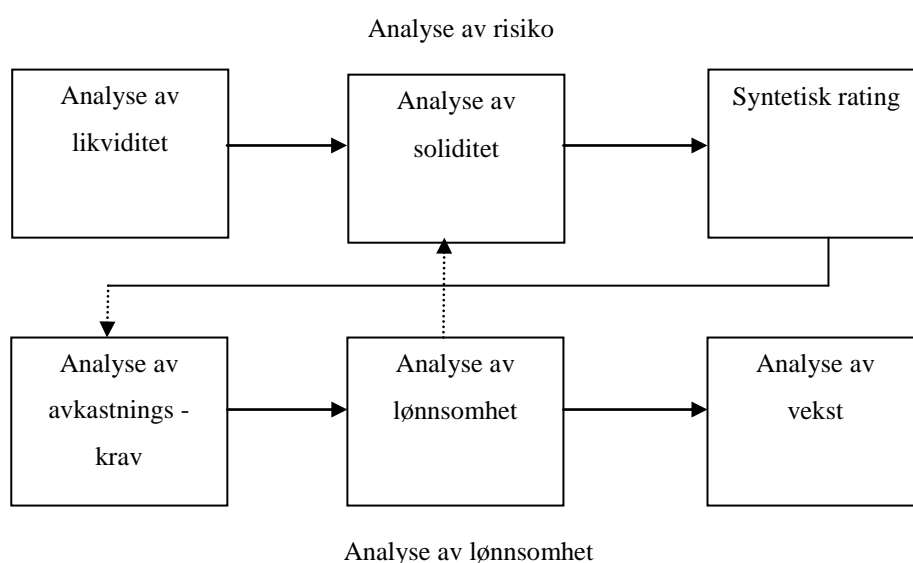 Analyse av risiko
Analyse av
likviditet
Analyse av
soliditet
Syntetisk rating
Analyse av
avkastnings -
krav
Analyse av
lønnsomhet
Analyse av
vekst
Analyse av lønnsomhet